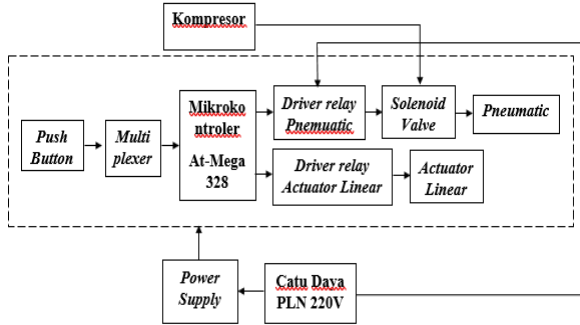 Kompresor
Push
Button
Multi
plexer
Mikroko
ntroler
At-Mega
328
Driver relay
Pnemuatic
Solenoid
Valve
Pneumatic
Driver relay
Actuator Linear
Actuator
Linear
Power
Supply
Catu Daya
PLN 220V